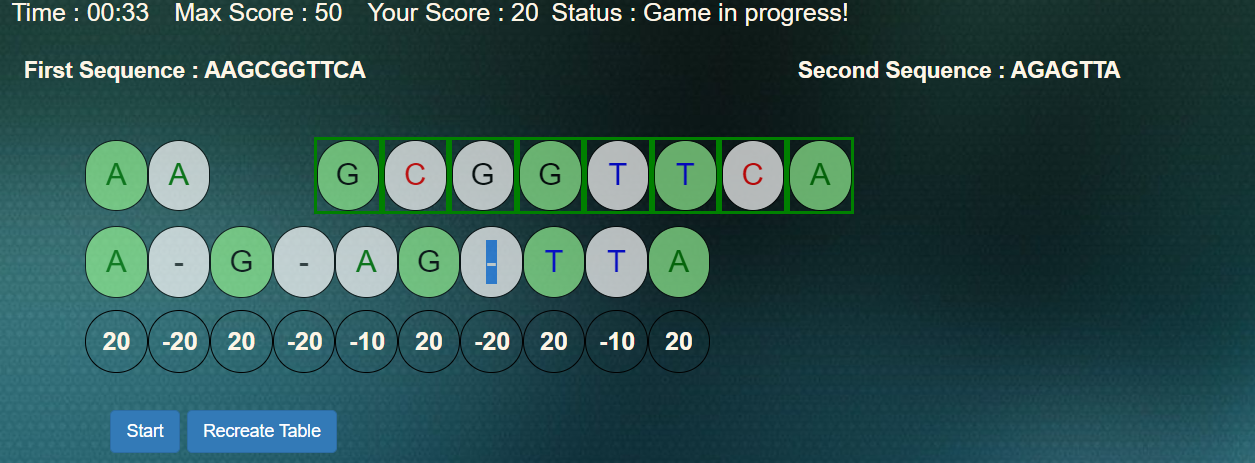 Time : 00:33 Max Score : 50 Your Score : 20 Status : Game in progress!
First Sequence : AAGCGGTTCA Second Sequence : AGAGTTA
A A G C G G T T C A
A - G - A G - T T A
20 -20 20 -20 -10 20 -20 20 -10 20
Start Recreate Table